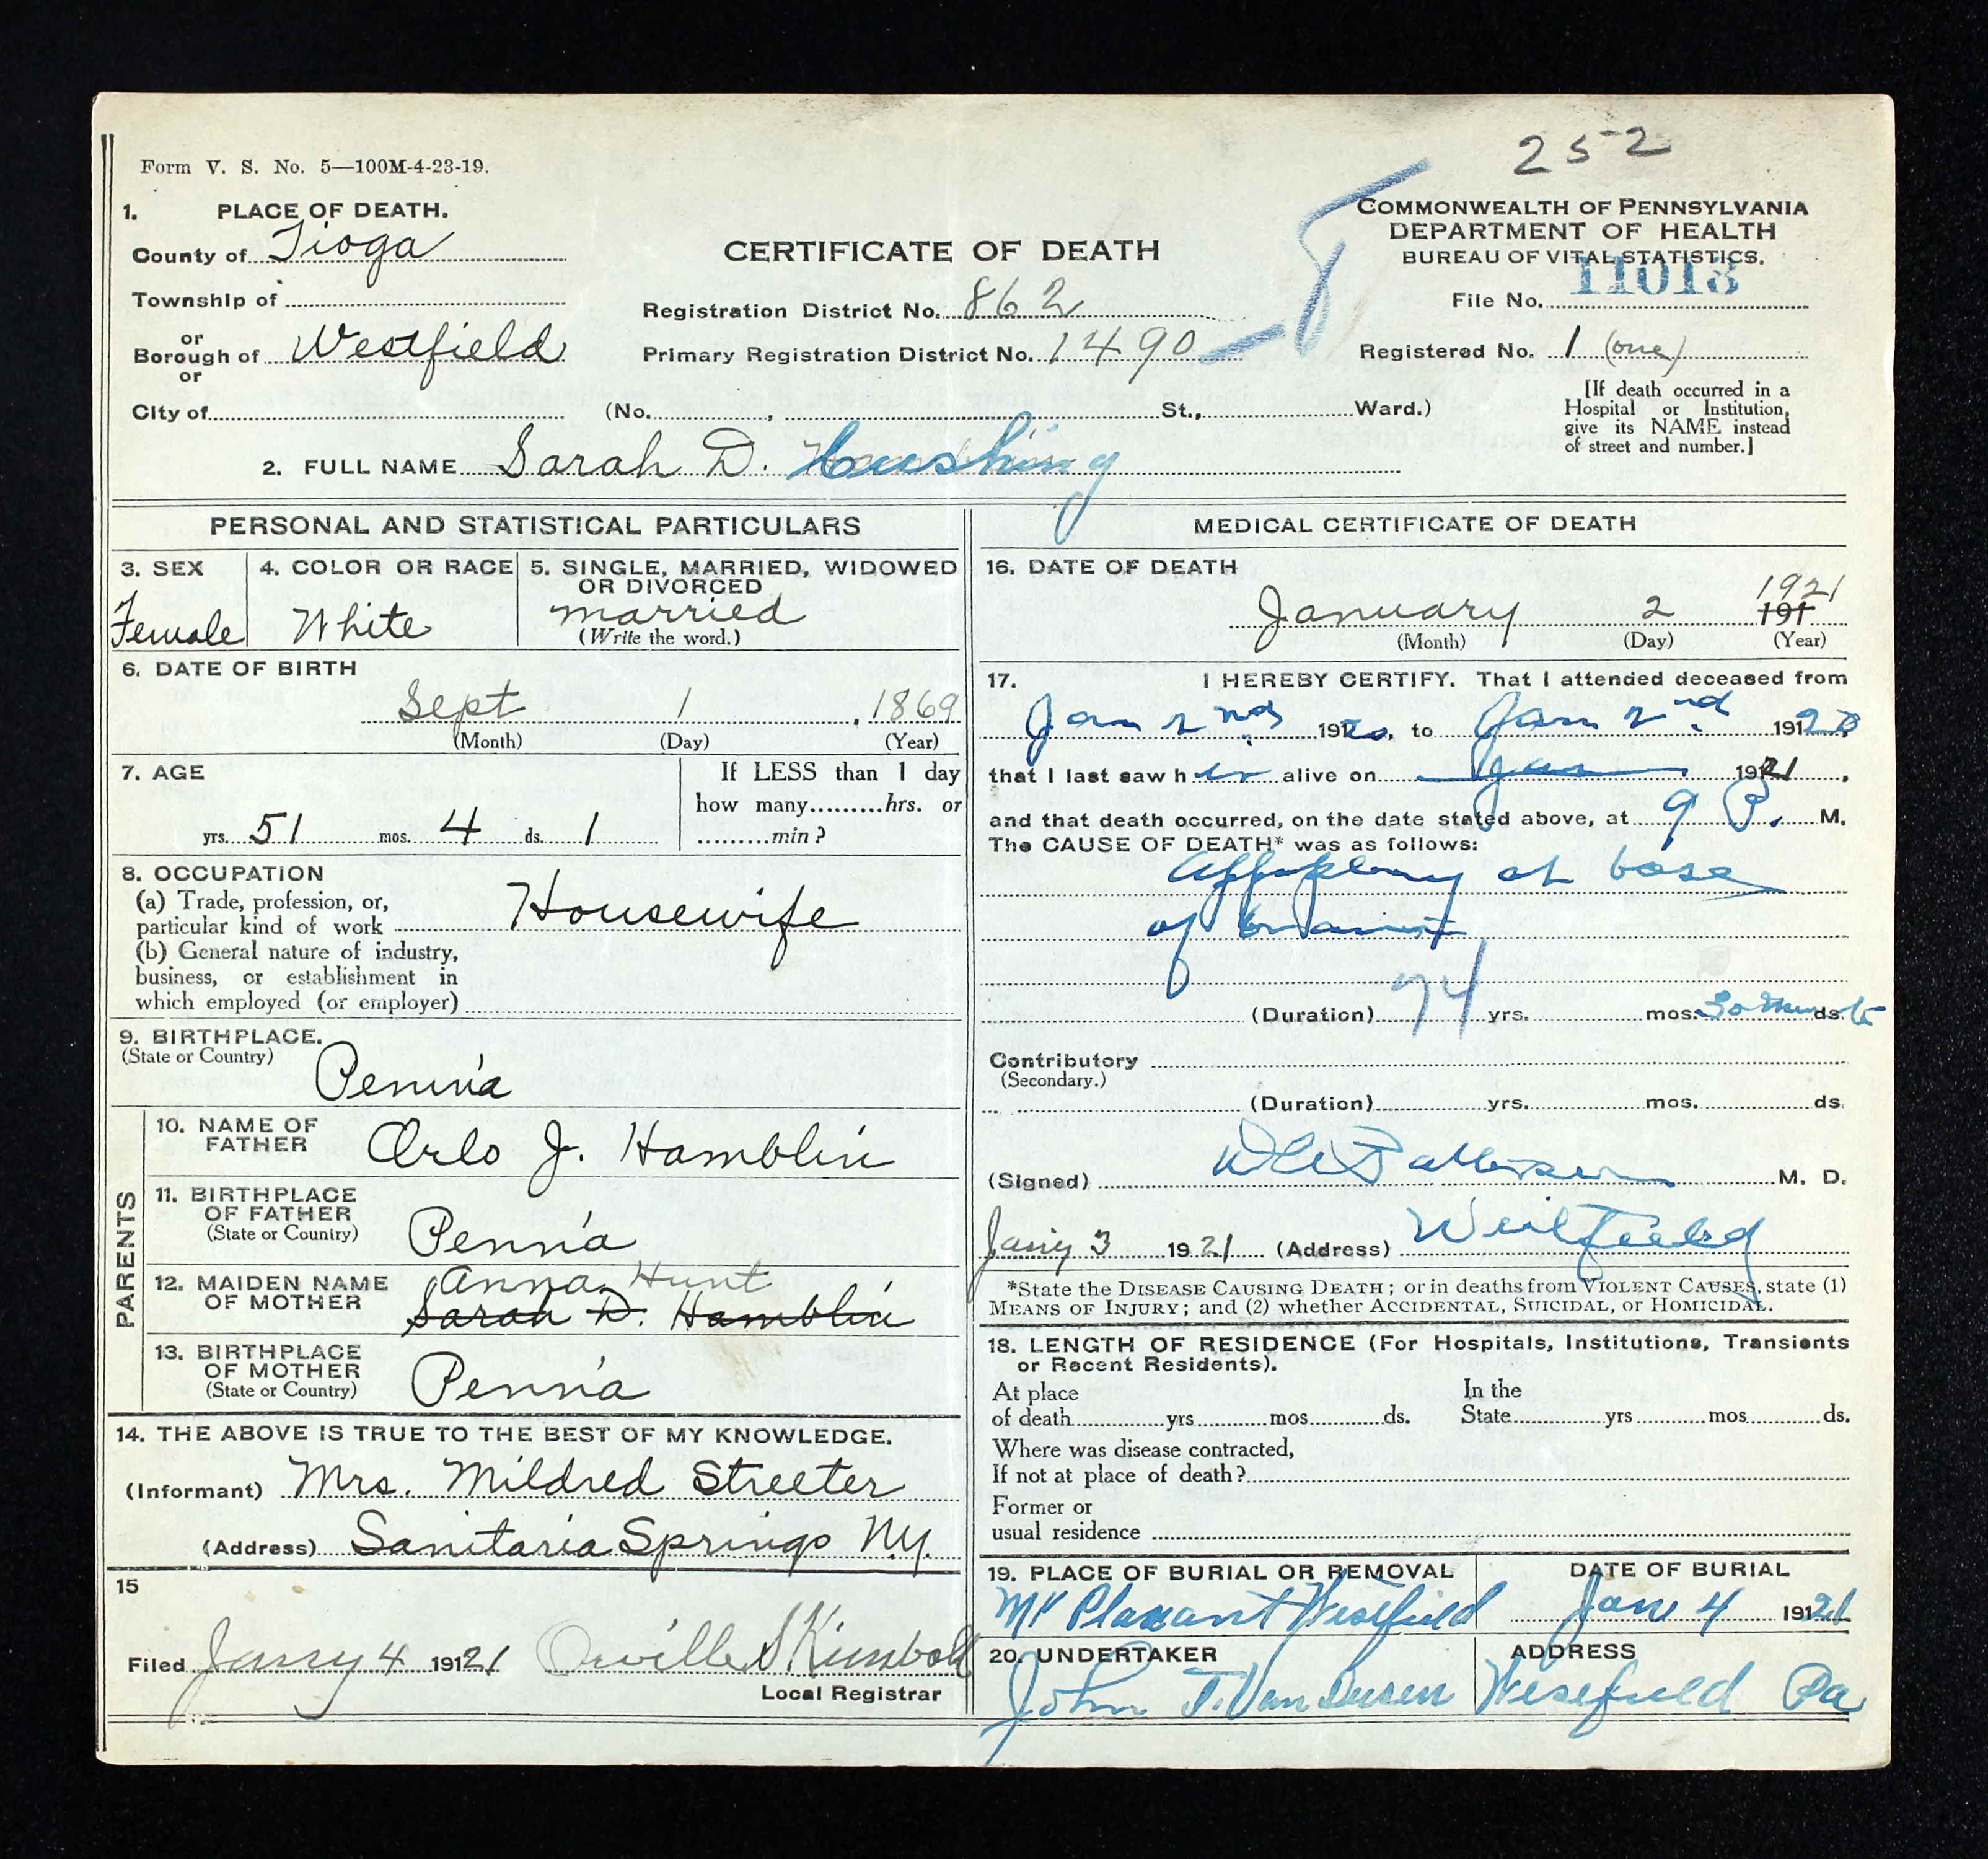 252
Form V. S. No. 5—100M-4-23-19.
1. PLACE OF DEATH.
County of Tioga
Township of
or
Borough of Westfield
or
City of (No. , St., Ward.)
CERTIFICATE OF DEATH
Registration District No. 862
Primary Registration District No. 1490
COMMONWEALTH OF PENNSYLVANIA
DEPARTMENT OF HEALTH
BUREAU OF VITAL STATISTICS.
File No. 11013
Registered No. 1 (one)
[If death occurred in a
Hospital or Institution,
give its NAME instead
of street and number.]
2. FULL NAME Sarah D. Cushing
PERSONAL AND STATISTICAL PARTICULARS
3. SEX
Female
4. COLOR OR RACE
White
5. SINGLE, MARRIED, WIDOWED
OR DIVORCED
married
(Write the word.)
6. DATE OF BIRTH
Sept 1, 1869
(Month) (Day) (Year)
7. AGE
yrs. 51 mos. 4 ds. 1
If LESS than 1 day
how many hrs. or
min?
8. OCCUPATION
(a) Trade, profession, or,
particular kind of work Housewife
(b) General nature of industry,
business, or establishment in
which employed (or employer)
9. BIRTHPLACE.
(State or Country)
Penn'a
PARENTS
10. NAME OF
FATHER
Orlo J. Hamblin
11. BIRTHPLACE
OF FATHER
(State or Country)
Penn'a
12. MAIDEN NAME
OF MOTHER
Anna Hunt
Sarah D. Hamblin
13. BIRTHPLACE
OF MOTHER
(State or Country)
Penn'a
14. THE ABOVE IS TRUE TO THE BEST OF MY KNOWLEDGE.
(Informant) Mrs. Mildred Streeter
(Address) Sanitaria Springs N.Y.
15
Filed Jany 4 1921 Orville S Kimball
Local Registrar
MEDICAL CERTIFICATE OF DEATH
16. DATE OF DEATH
1921
January 2 191
(Month) (Day) (Year)
17. I HEREBY CERTIFY. That I attended deceased from
Jan 2nd 1920, to Jan 2nd 1920,
that I last saw her alive on Jan 1921,
and that death occurred, on the date stated above, at 9 P. M.
The CAUSE OF DEATH* was as follows:
at base
of brain
74
(Duration) yrs. mos. 30 Minuts ds.
Contributory
(Secondary.)
(Duration) yrs. mos. ds.
(Signed) M. D.
Jany 3 1921 (Address) Westfield
*State the DISEASE CAUSING DEATH; or in deaths from VIOLENT CAUSES, state (1)
MEANS OF INJURY; and (2) whether ACCIDENTAL, SUICIDAL, or HOMICIDAL.
18. LENGTH OF RESIDENCE (For Hospitals, Institutions, Transients
or Recent Residents).
At place
of death yrs mos ds.
In the
State yrs mos ds.
Where was disease contracted,
If not at place of death?
Former or
usual residence
19. PLACE OF BURIAL OR REMOVAL
Mt Pleasant Westfield
DATE OF BURIAL
Jan 4 1921
20. UNDERTAKER
John T. Van Dusen
ADDRESS
Westfield Pa